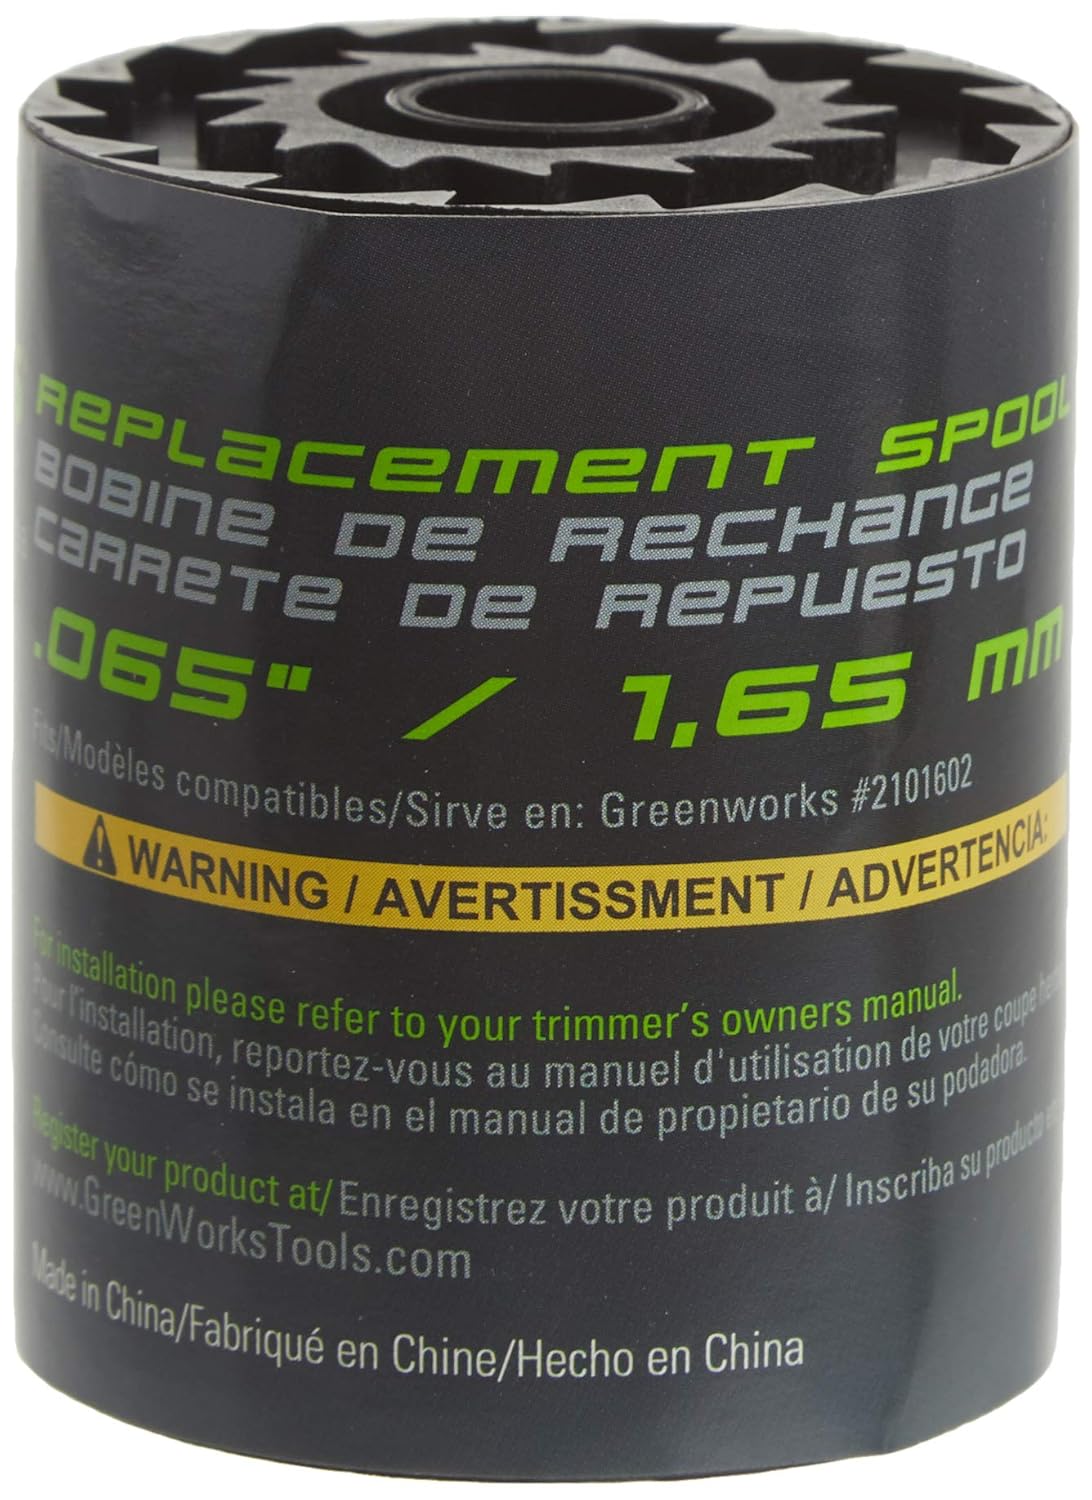 REPLACEMENT SPOOL
BOBINE DE RECHANGE
CARRETE DE REPUESTO
.065" / 1,65 mm
Fits/Modèles compatibles/Sirve en: Greenworks #2101602
WARNING / AVERTISSMENT / ADVERTENCIA:
For installation please refer to your trimmer's owners manual.
Pour l'installation, reportez-vous au manuel d'utilisation de votre coupe
Consulte cómo se instala en el manual de propietario de su podadora.
Register your product at/ Enregistrez votre produit à/ Inscriba su producto
www.GreenWorksTools.com
Made in China/Fabriqué en Chine/Hecho en China